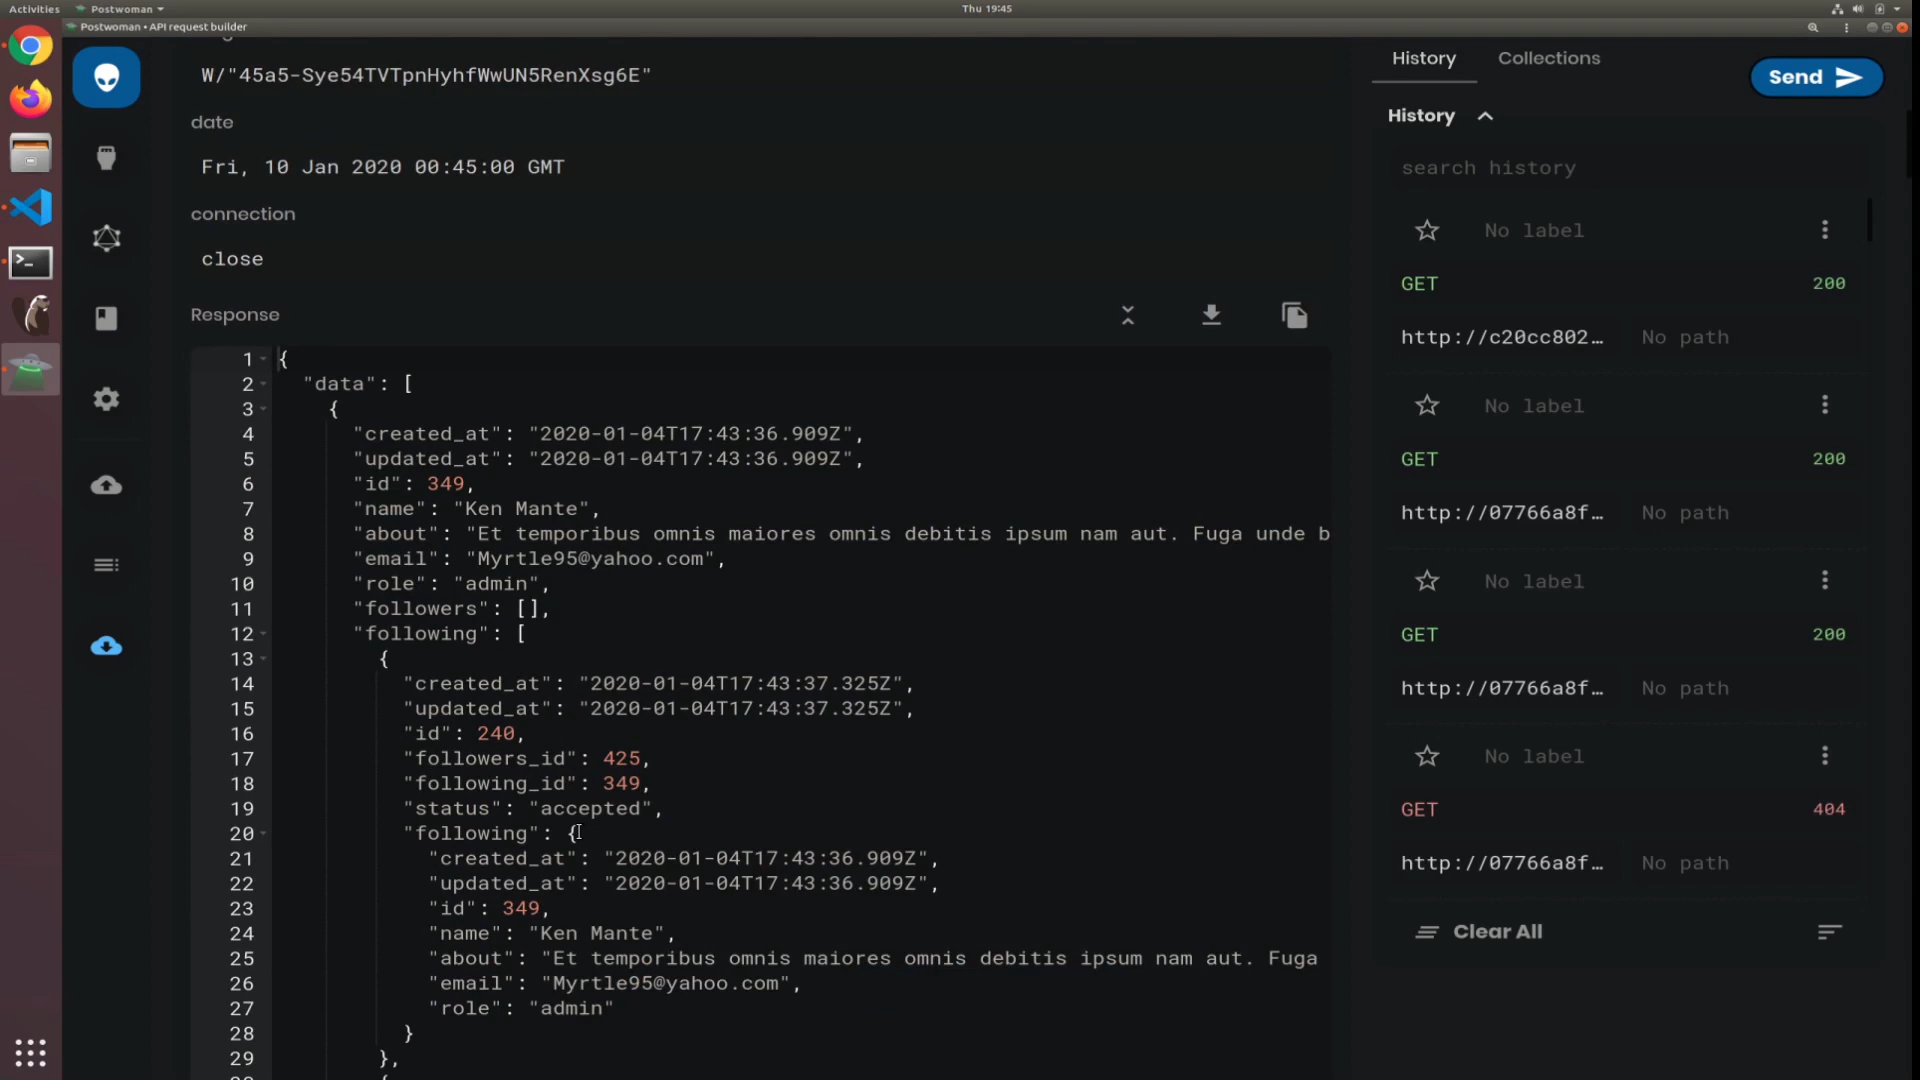 Activities
Postwoman
Thu 19:45
Postwoman • API request builder
W/"45a5-Sye54TVTpnHyhfWwUN5RenXsg6E"
date
Fri, 10 Jan 2020 00:45:00 GMT
connection
close
Response
1 {
2 "data": [
3 {
4 "created_at": "2020-01-04T17:43:36.909Z",
5 "updated_at": "2020-01-04T17:43:36.909Z",
6 "id": 349,
7 "name": "Ken Mante",
8 "about": "Et temporibus omnis maiores omnis debitis ipsum nam aut. Fuga unde b
9 "email": "Myrtle95@yahoo.com",
10 "role": "admin",
11 "followers": [],
12 "following": [
13 {
14 "created_at": "2020-01-04T17:43:37.325Z",
15 "updated_at": "2020-01-04T17:43:37.325Z",
16 "id": 240,
17 "followers_id": 425,
18 "following_id": 349,
19 "status": "accepted",
20 "following": {
21 "created_at": "2020-01-04T17:43:36.909Z",
22 "updated_at": "2020-01-04T17:43:36.909Z",
23 "id": 349,
24 "name": "Ken Mante",
25 "about": "Et temporibus omnis maiores omnis debitis ipsum nam aut. Fuga
26 "email": "Myrtle95@yahoo.com",
27 "role": "admin"
28 }
29 },
History
Collections
Send
History
search history
No label
GET 200
http://c20cc802… No path
No label
GET 200
http://07766a8f… No path
No label
GET 200
http://07766a8f… No path
No label
GET 404
http://07766a8f… No path
Clear All